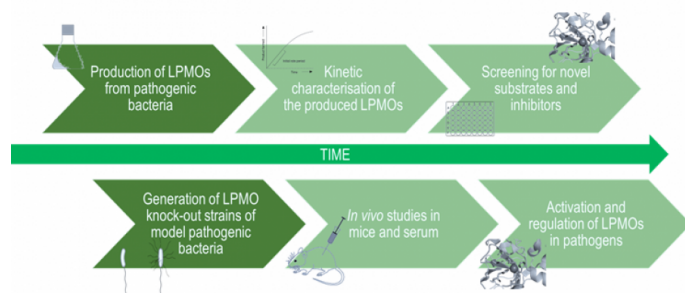 Production of LPMOs
from pathogenic
bacteria
Kinetic
characterisation of
the produced LPMOs
Screening for novel
substrates and
inhibitors
Time
TIME
Generation of LPMO
knock-out strains of
model pathogenic
bacteria
In vivo studies in
mice and serum
Activation and
regulation of LPMOs
in pathogens